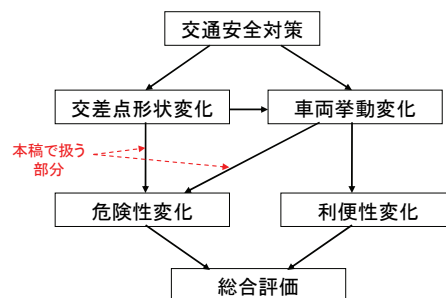 交通安全対策
交差点形状変化
車両挙動変化
本稿で扱う
部分
危険性変化
利便性変化
総合評価